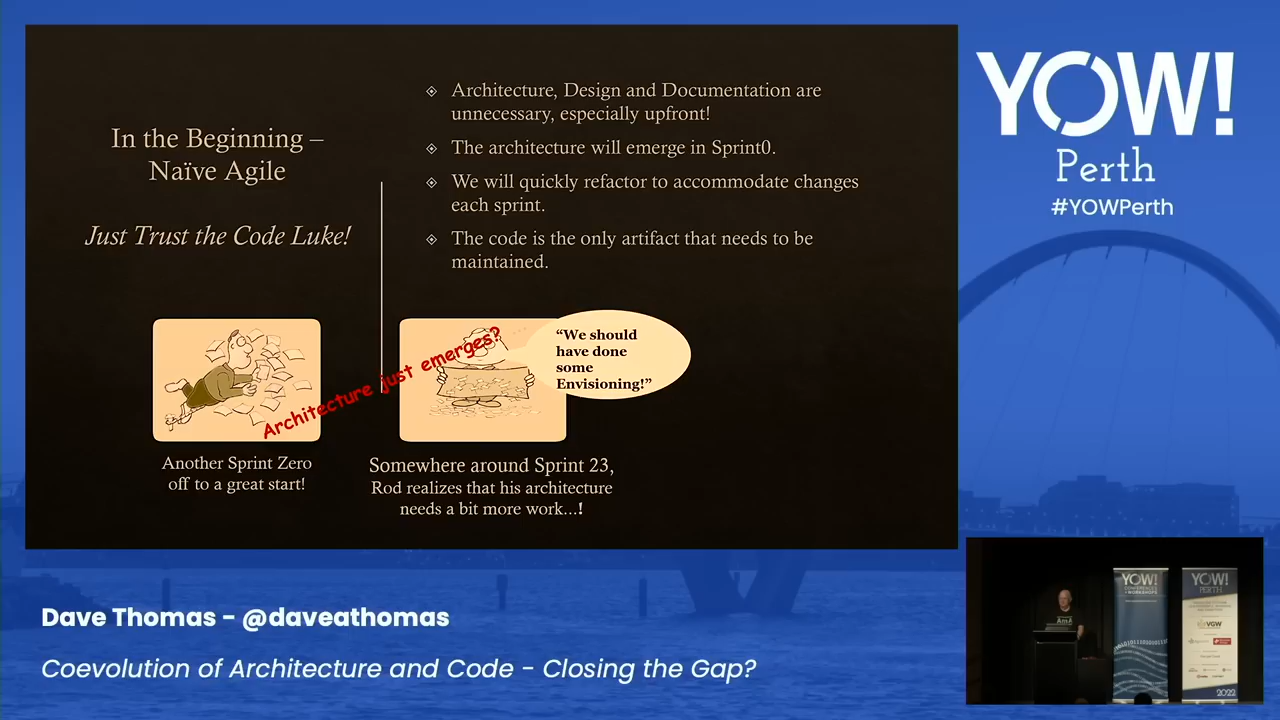 In the Beginning –
Naïve Agile
Just Trust the Code Luke!
Architecture, Design and Documentation are
unnecessary, especially upfront!
The architecture will emerge in Sprint0.
We will quickly refactor to accommodate changes
each sprint.
The code is the only artifact that needs to be
maintained.
Architecture just emerges?
“We should
have done
some
Envisioning!”
Another Sprint Zero
off to a great start!
Somewhere around Sprint 23,
Rod realizes that his architecture
needs a bit more work...!
YOW!
Perth
#YOWPerth
Dave Thomas - @daveathomas
Coevolution of Architecture and Code - Closing the Gap?
YOW!
YOW!
PERTH
VGW
2022